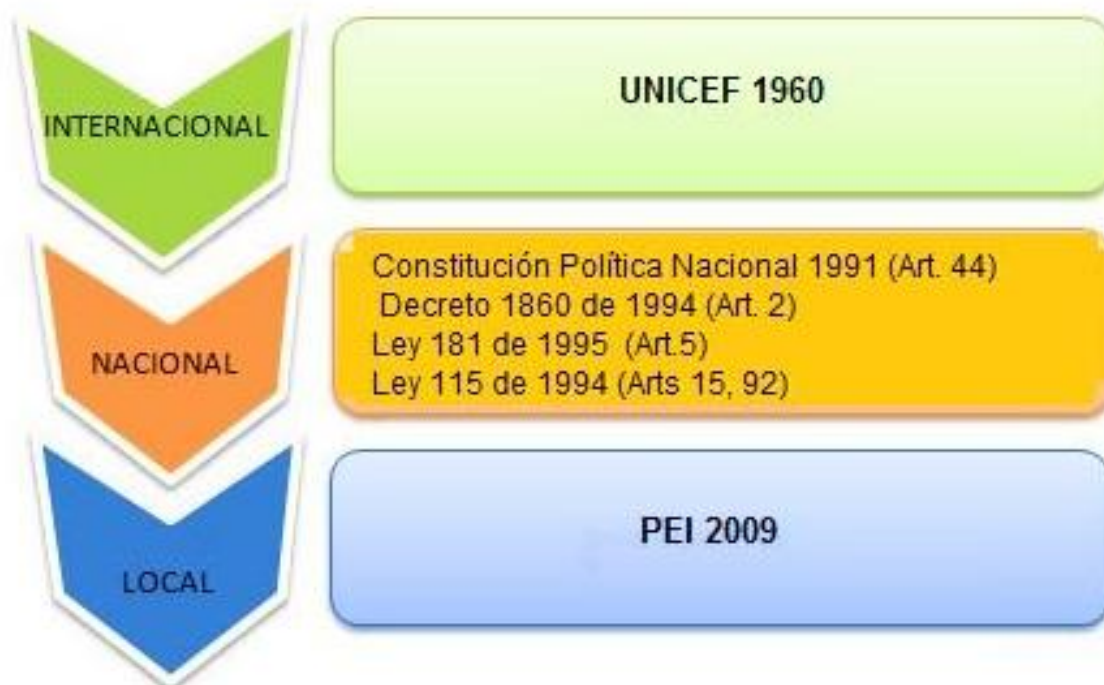 INTERNACIONAL
UNICEF 1960
NACIONAL
Constitución Política Nacional 1991 (Art. 44)
Decreto 1860 de 1994 (Art. 2)
Ley 181 de 1995 (Art.5)
Ley 115 de 1994 (Arts 15, 92)
LOCAL
PEI 2009